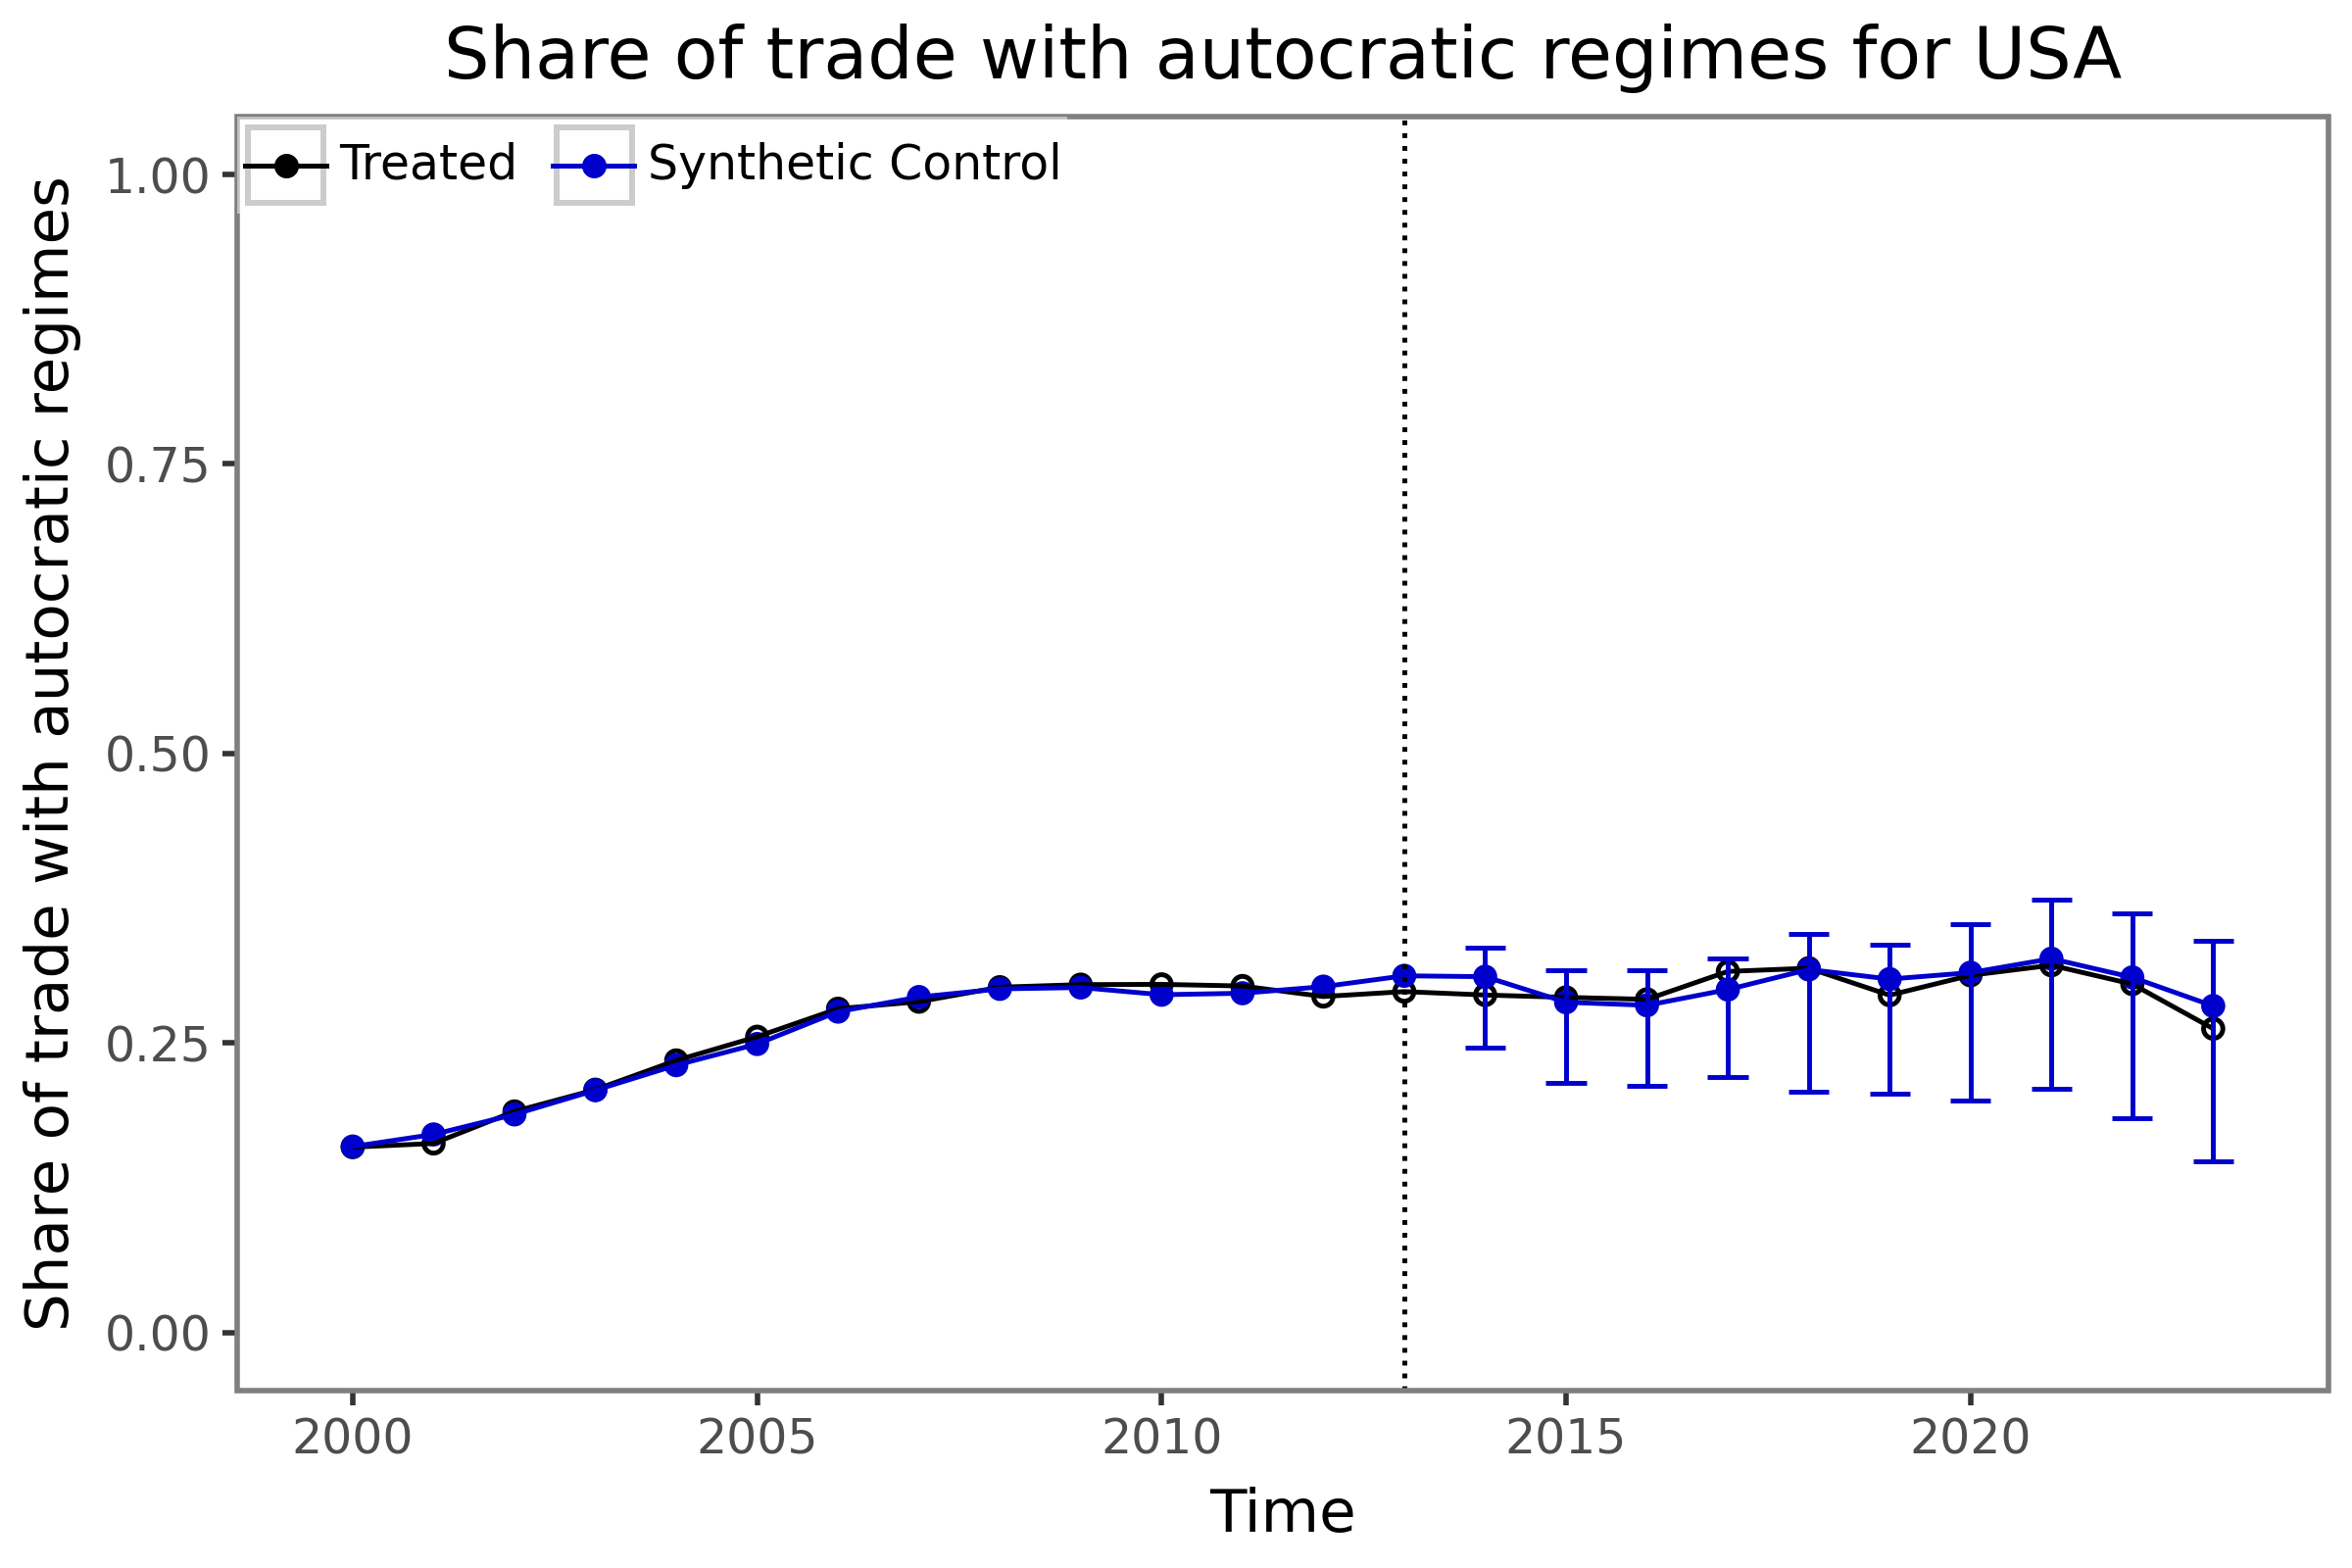 Share of trade with autocratic regimes for USA
Treated Synthetic Control
Share of trade with autocratic regimes
1.00
0.75
0.50
0.25
0.00
2000 2005 2010 2015 2020
Time